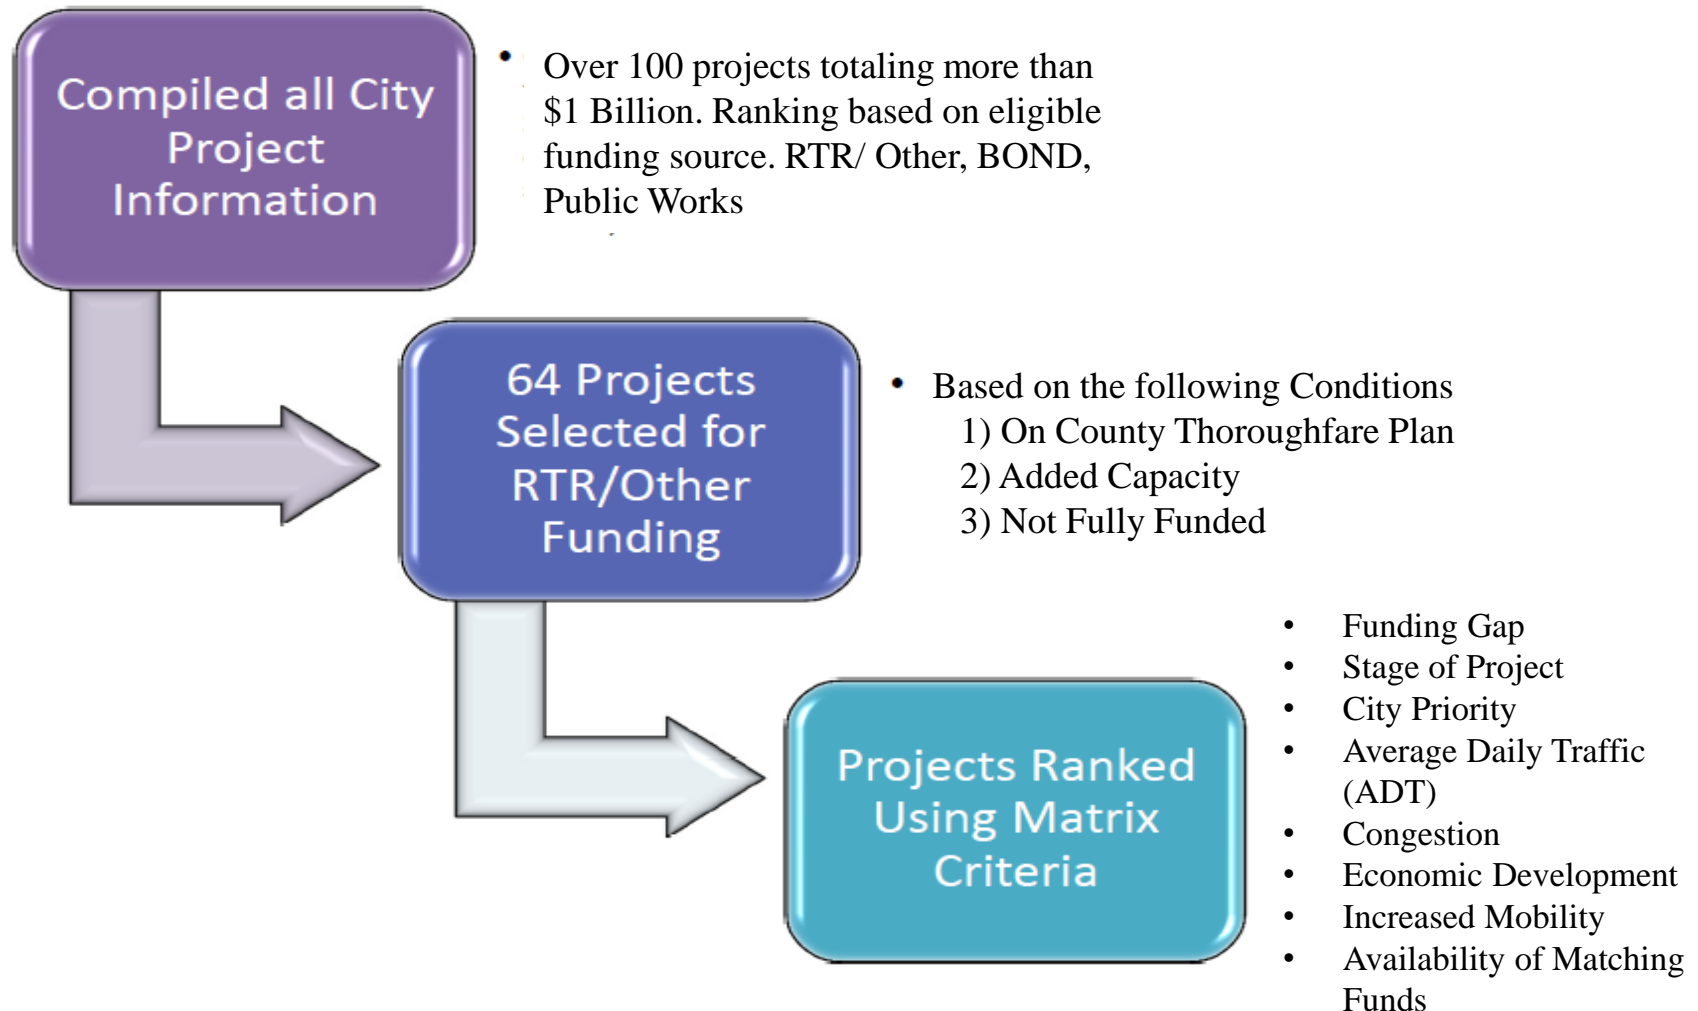 Compiled all City
Project
Information
• Over 100 projects totaling more than
$1 Billion. Ranking based on eligible
funding source. RTR/ Other, BOND,
Public Works
64 Projects
Selected for
RTR/Other
Funding
• Based on the following Conditions
1) On County Thoroughfare Plan
2) Added Capacity
3) Not Fully Funded
Projects Ranked
Using Matrix
Criteria
• Funding Gap
• Stage of Project
• City Priority
• Average Daily Traffic
(ADT)
• Congestion
• Economic Development
• Increased Mobility
• Availability of Matching
Funds